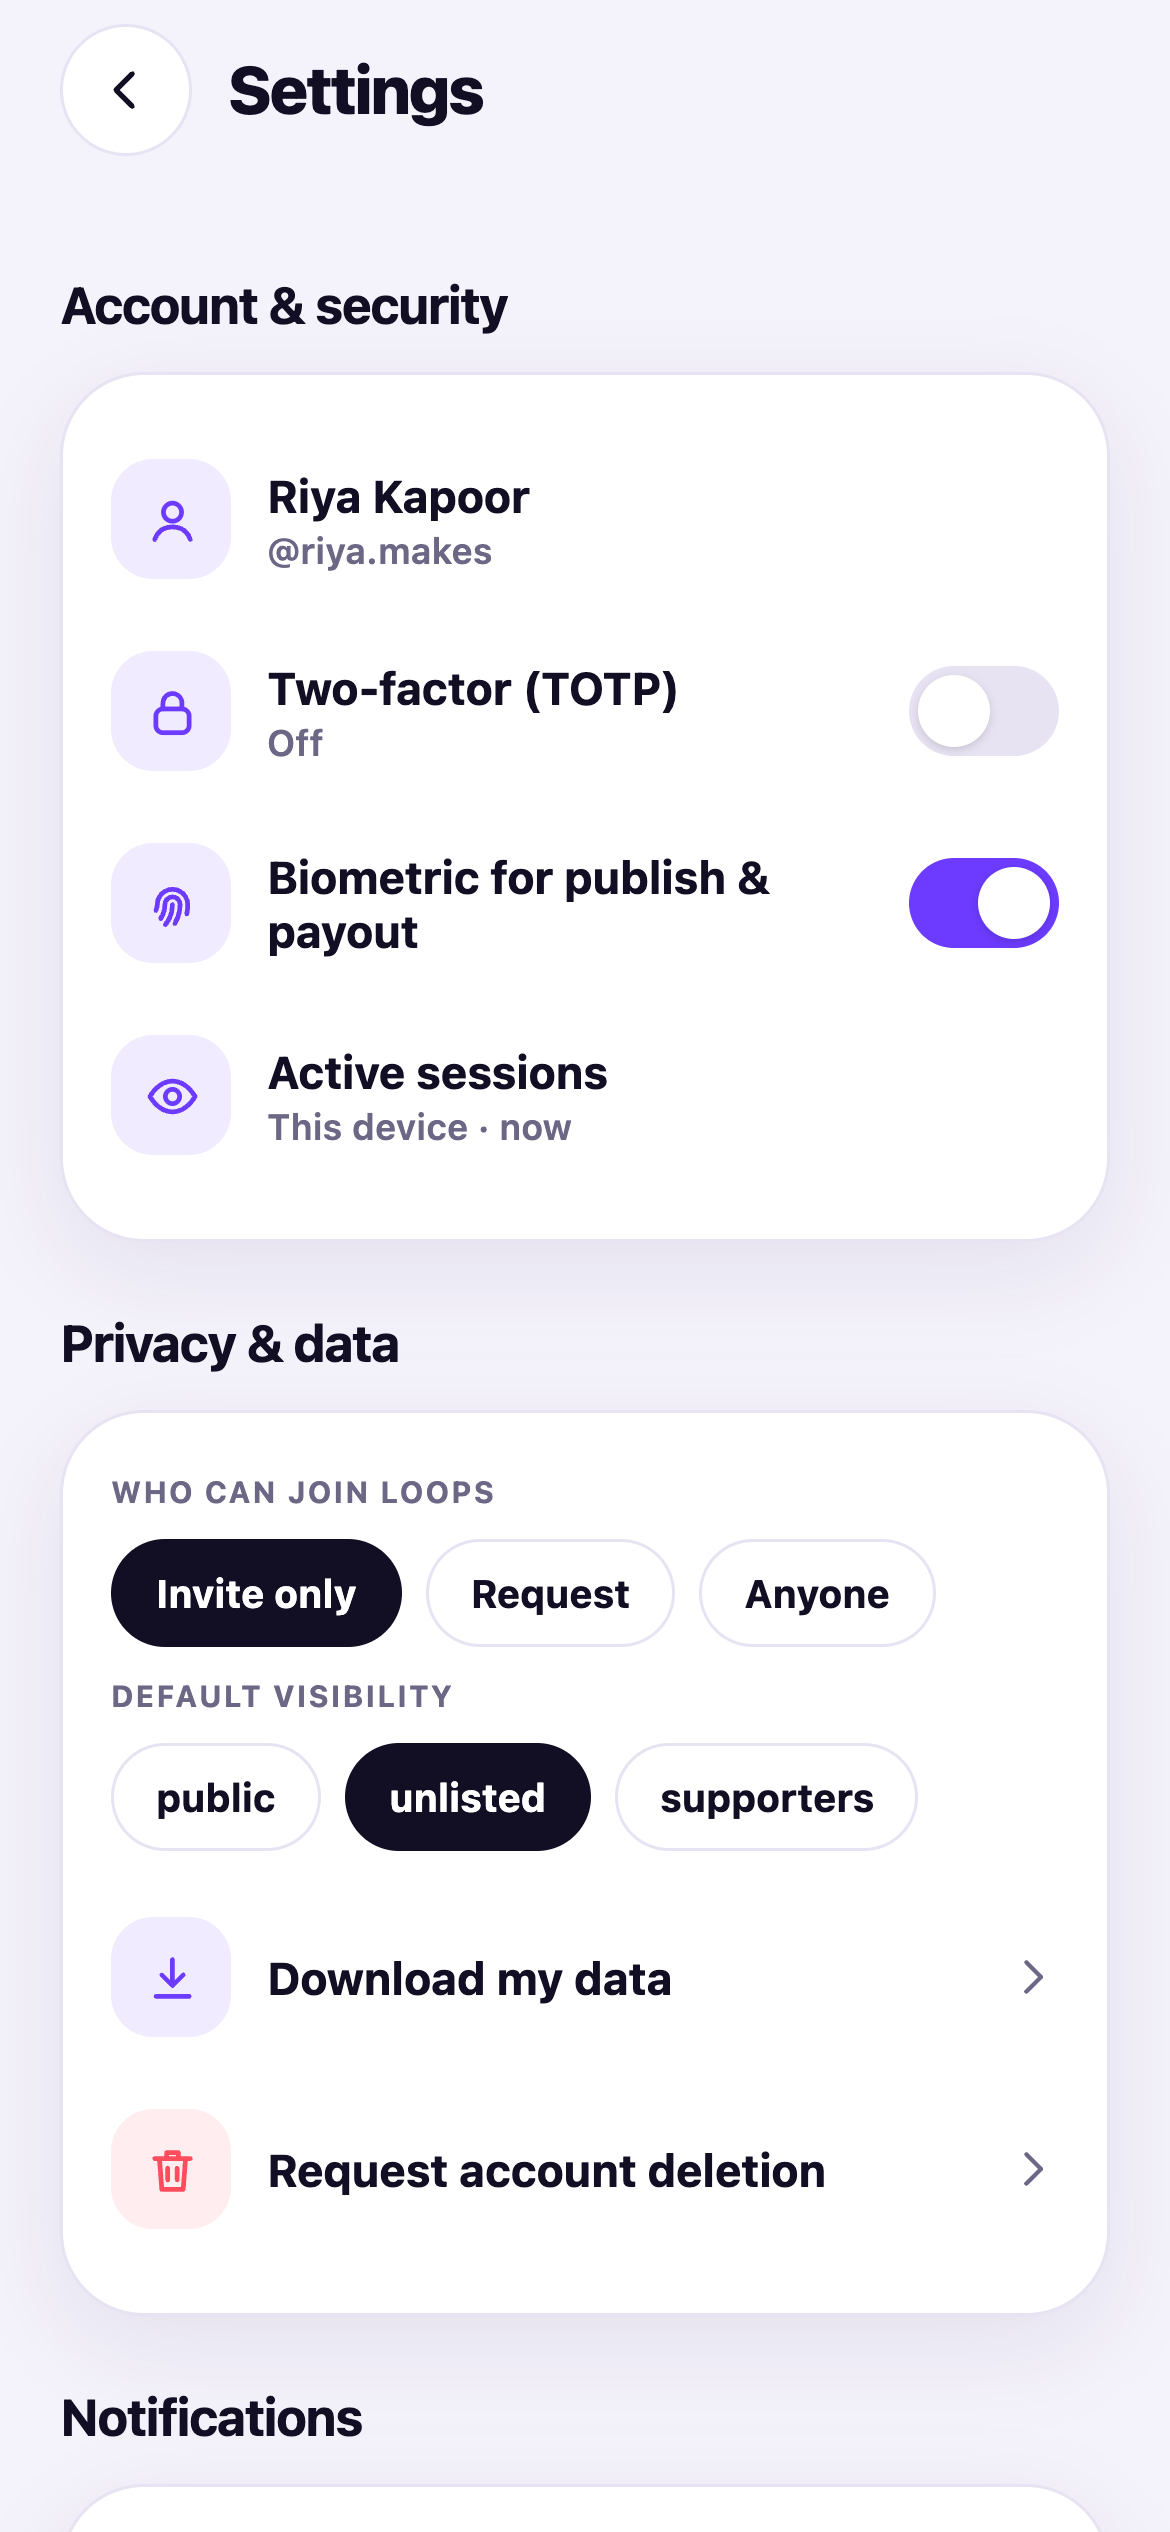 Settings
Account & security
Riya Kapoor
@riya.makes
Two-factor (TOTP)
Off
Biometric for publish &
payout
Active sessions
This device · now
Privacy & data
WHO CAN JOIN LOOPS
Invite only Request Anyone
DEFAULT VISIBILITY
public unlisted supporters
Download my data
Request account deletion
Notifications